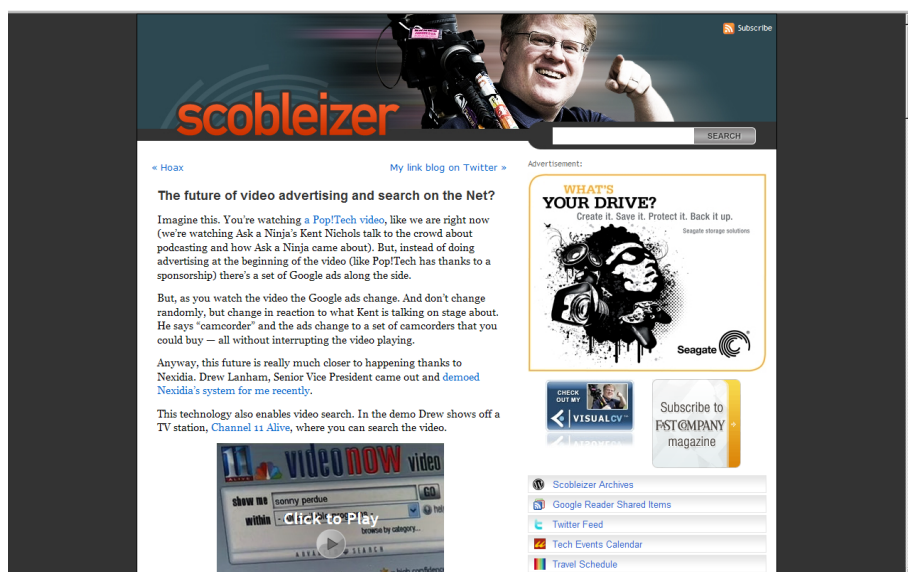 Subscribe
scobleizer
SEARCH
« Hoax
My link blog on Twitter »
The future of video advertising and search on the Net?
Imagine this. You're watching a Pop!Tech video, like we are right now
(we're watching Ask a Ninja's Kent Nichols talk to the crowd about
podcasting and how Ask a Ninja came about). But, instead of doing
advertising at the beginning of the video (like Pop!Tech has thanks to a
sponsorship) there's a set of Google ads along the side.
But, as you watch the video the Google ads change. And don't change
randomly, but change in reaction to what Kent is talking on stage about.
He says “camcorder” and the ads change to a set of camcorders that you
could buy — all without interrupting the video playing.
Anyway, this future is really much closer to happening thanks to
Nexidia. Drew Lanham, Senior Vice President came out and demoed
Nexidia's system for me recently.
This technology also enables video search. In the demo Drew shows off a
TV station, Channel 11 Alive, where you can search the video.
11 VIDEO NOW video
show me sonny perdue GO
within
Click to Play
browse by category...
SEARCH
Advertisement:
WHAT'S
YOUR DRIVE?
Create it. Save it. Protect it. Back it up.
Seagate storage solutions
Seagate
CHECK
OUT MY
VISUALCV™
Subscribe to
FAST COMPANY
magazine
Scobleizer Archives
Google Reader Shared Items
Twitter Feed
Tech Events Calendar
Travel Schedule